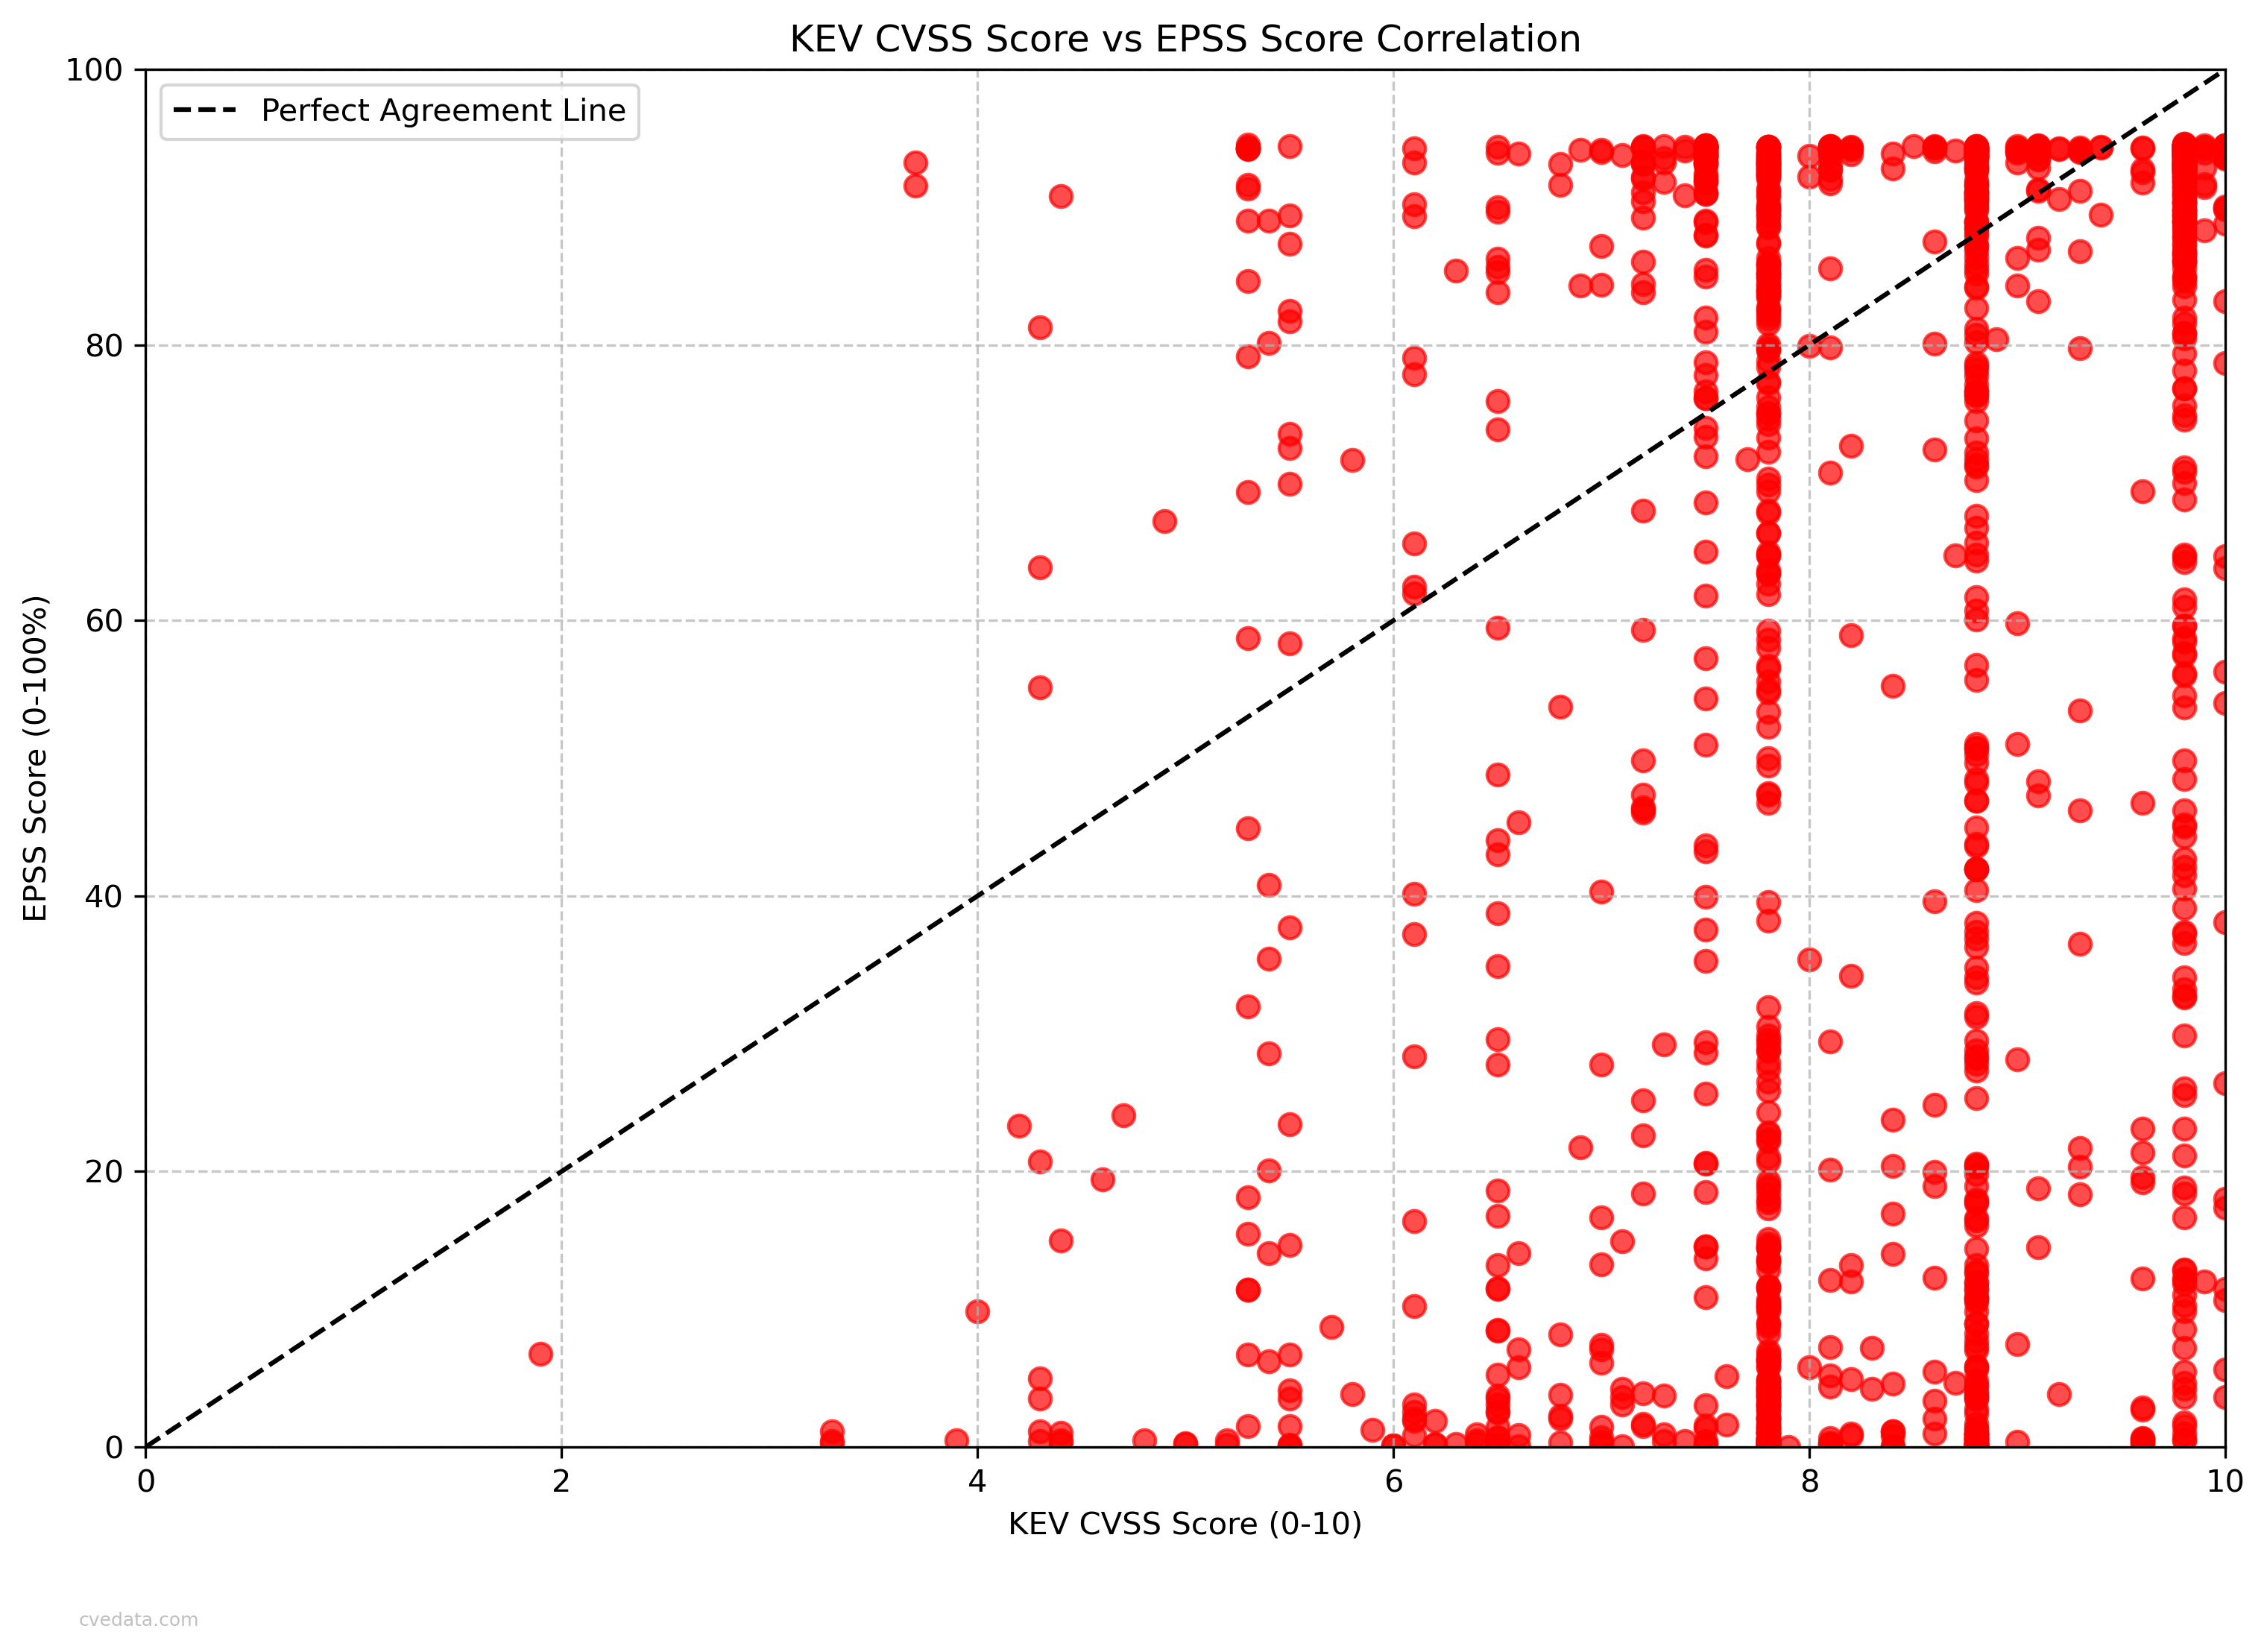 KEV CVSS Score vs EPSS Score Correlation
100
Perfect Agreement Line
80
60
EPSS Score (0-100%)
40
20
0
0 2 4 6 8 10
KEV CVSS Score (0-10)
cvedata.com